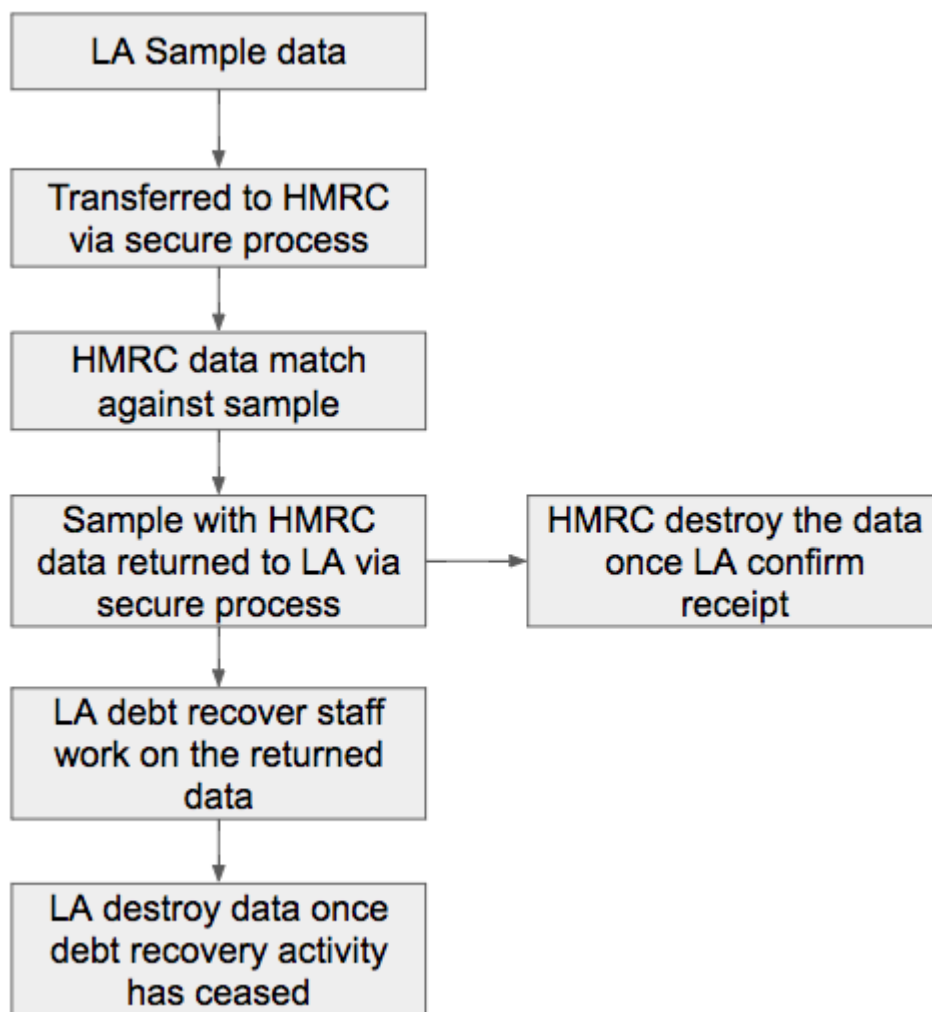 LA Sample data
Transferred to HMRC
via secure process
HMRC data match
against sample
Sample with HMRC
data returned to LA via
secure process
HMRC destroy the data
once LA confirm
receipt
LA debt recover staff
work on the returned
data
LA destroy data once
debt recovery activity
has ceased